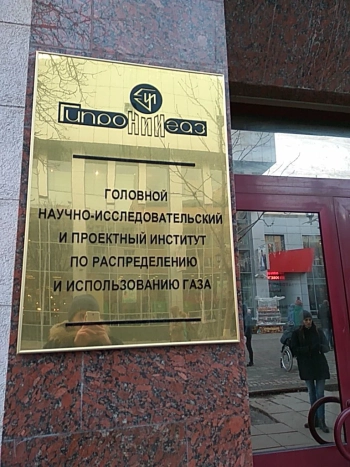 ГИПРОНИИГАЗ
ГОЛОВНОЙ
НАУЧНО-ИССЛЕДОВАТЕЛЬСКИЙ
И ПРОЕКТНЫЙ ИНСТИТУТ
ПО РАСПРЕДЕЛЕНИЮ
И ИСПОЛЬЗОВАНИЮ ГАЗА